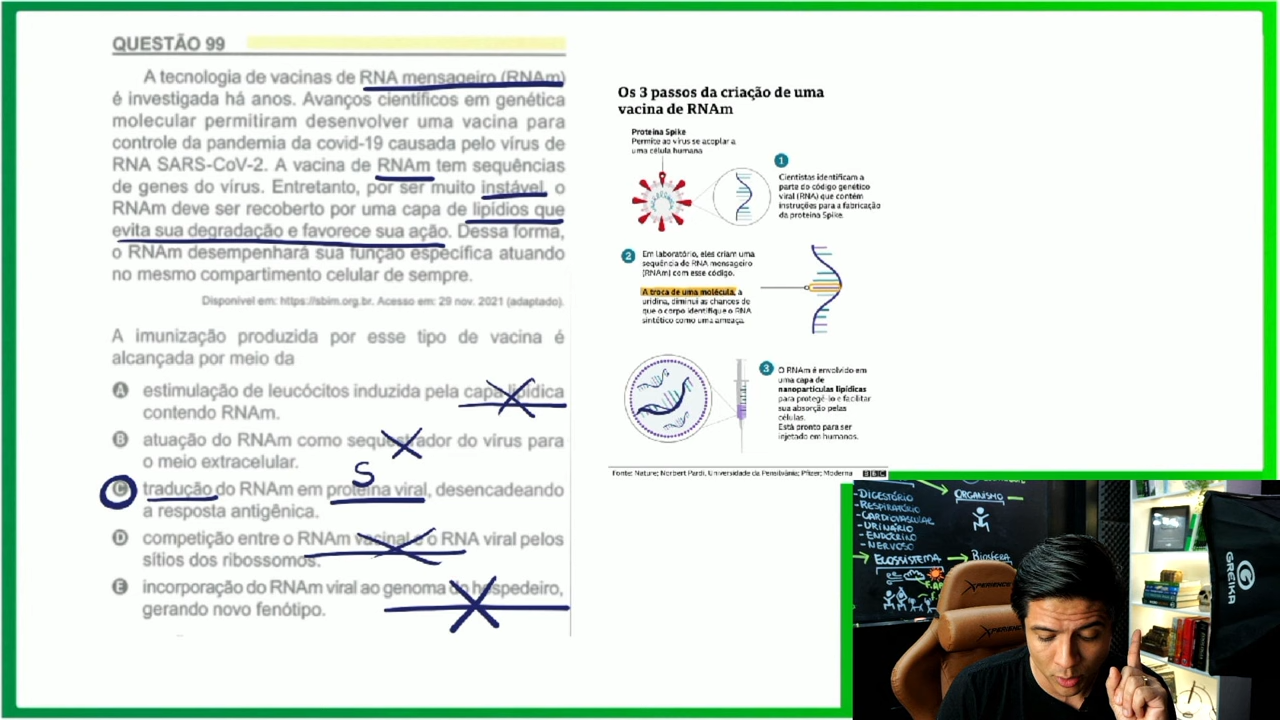 QUESTÃO 99
A tecnologia de vacinas de RNA mensageiro (RNAm)
é investigada há anos. Avanços científicos em genética
molecular permitiram desenvolver uma vacina para
controle da pandemia da covid-19 causada pelo vírus de
RNA SARS-CoV-2. A vacina de RNAm tem sequências
de genes do vírus. Entretanto, por ser muito instável, o
RNAm deve ser recoberto por uma capa de lipídios que
evita sua degradação e favorece sua ação. Dessa forma,
o RNAm desempenhará sua função específica atuando
no mesmo compartimento celular de sempre.
Disponível em: https://sbim.org.br. Acesso em: 29 nov. 2021 (adaptado).
A imunização produzida por esse tipo de vacina é
alcançada por meio da
A estimulação de leucócitos induzida pela capa lipídica
contendo RNAm.
B atuação do RNAm como sequestrador do vírus para
o meio extracelular.
S
C tradução do RNAm em proteína viral, desencadeando
a resposta antigênica.
D competição entre o RNAm vacinal e o RNA viral pelos
sítios dos ribossomos.
E incorporação do RNAm viral ao genoma do hospedeiro,
gerando novo fenótipo.
Os 3 passos da criação de uma
vacina de RNAm
Proteína Spike
Permite ao vírus se acoplar a
uma célula humana
1
Cientistas identificam a
parte do código genético
viral (RNA) que contém
instruções para a fabricação
da proteína Spike.
2
Em laboratório, eles criam uma
sequência de RNA mensageiro
(RNAm) com esse código.
A troca de uma molécula, a
uridina, diminui as chances de
que o corpo identifique o RNA
sintético como uma ameaça.
3
O RNAm é envolvido em
uma capa de
nanopartículas lipídicas
para protegê-lo e facilitar
sua absorção pelas
células.
Está pronto para ser
injetado em humanos.
Fonte: Nature; Norbert Pardi, Universidade da Pensilvânia; Pfizer; Moderna BBC
-DIGESTÓRIO
-RESPIRATÓRIO
-CARDIOVASCULAR
-URINÁRIO
-ENDÓCRINO
-NERVOSO
ORGANISMO
ECOSSISTEMA
BIOSFERA
XPERIENCE
XPERIENCE
GREIKA